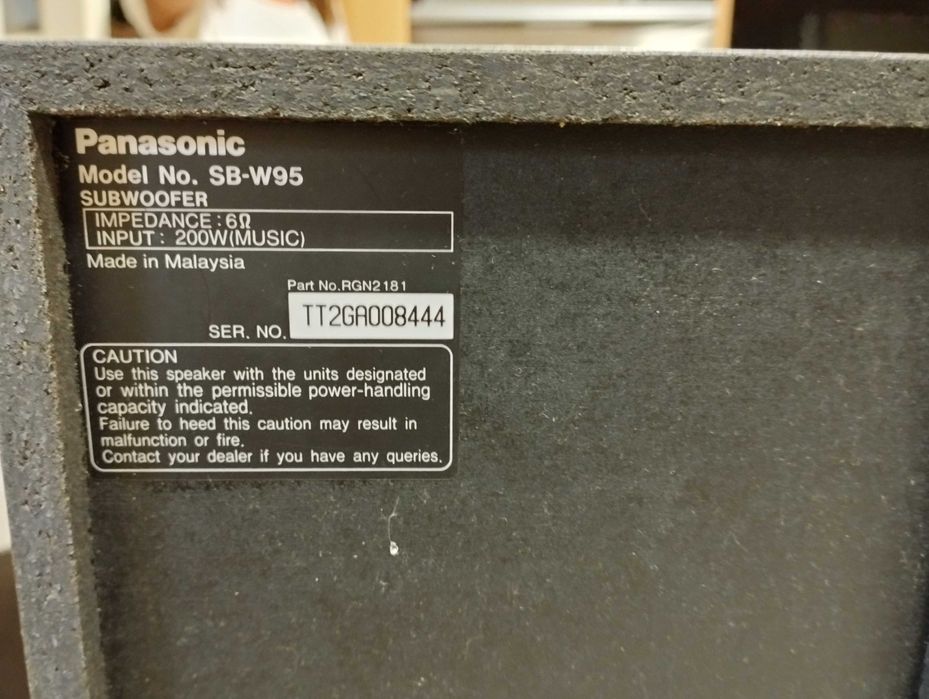 Panasonic
Model No. SB-W95
SUBWOOFER
IMPEDANCE : 6Ω
INPUT : 200W(MUSIC)
Made in Malaysia
Part No.RGN2181
SER. NO. TT2GA008444
CAUTION
Use this speaker with the units designated
or within the permissible power-handling
capacity indicated.
Failure to heed this caution may result in
malfunction or fire.
Contact your dealer if you have any queries.